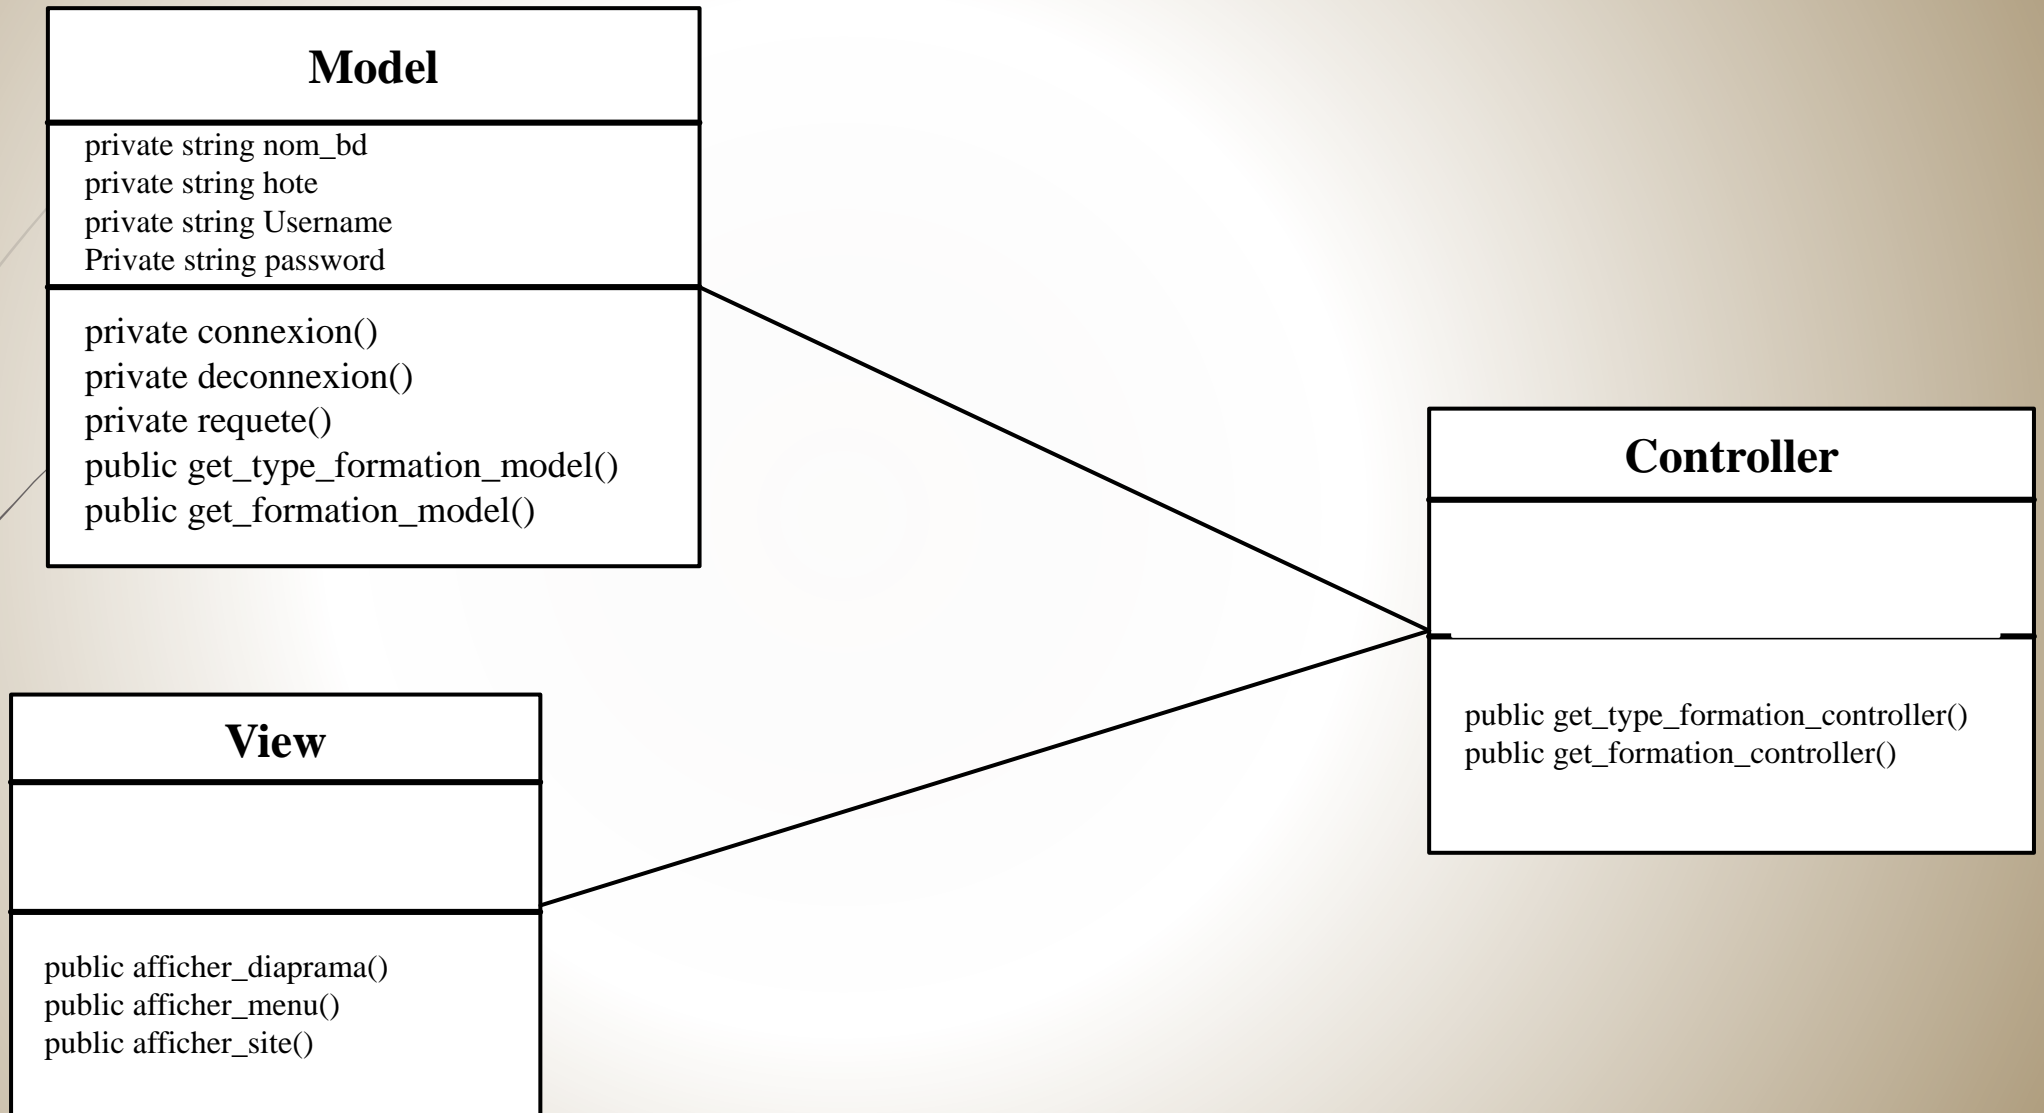 Model
private string nom_bd
private string hote
private string Username
Private string password
private connexion()
private deconnexion()
private requete()
public get_type_formation_model()
public get_formation_model()
Controller
public get_type_formation_controller()
public get_formation_controller()
View
public afficher_diaprama()
public afficher_menu()
public afficher_site()